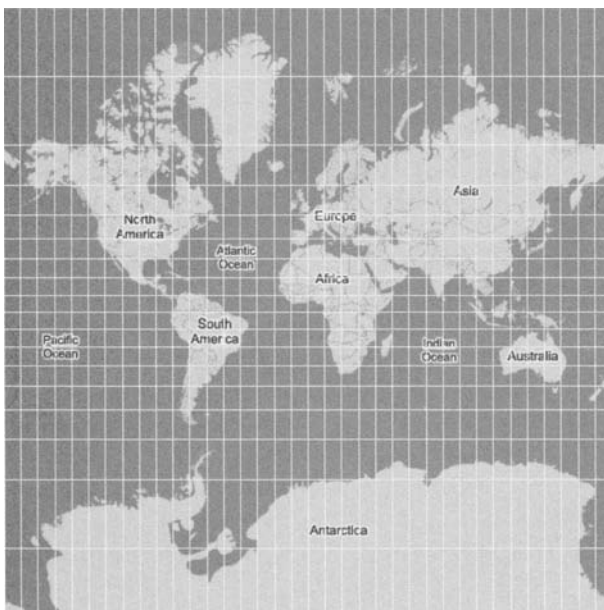 Asia
Europe
North
America
Atlantic
Ocean
Africa
South
America
Pacific
Ocean
Indian
Ocean
Australia
Antarctica